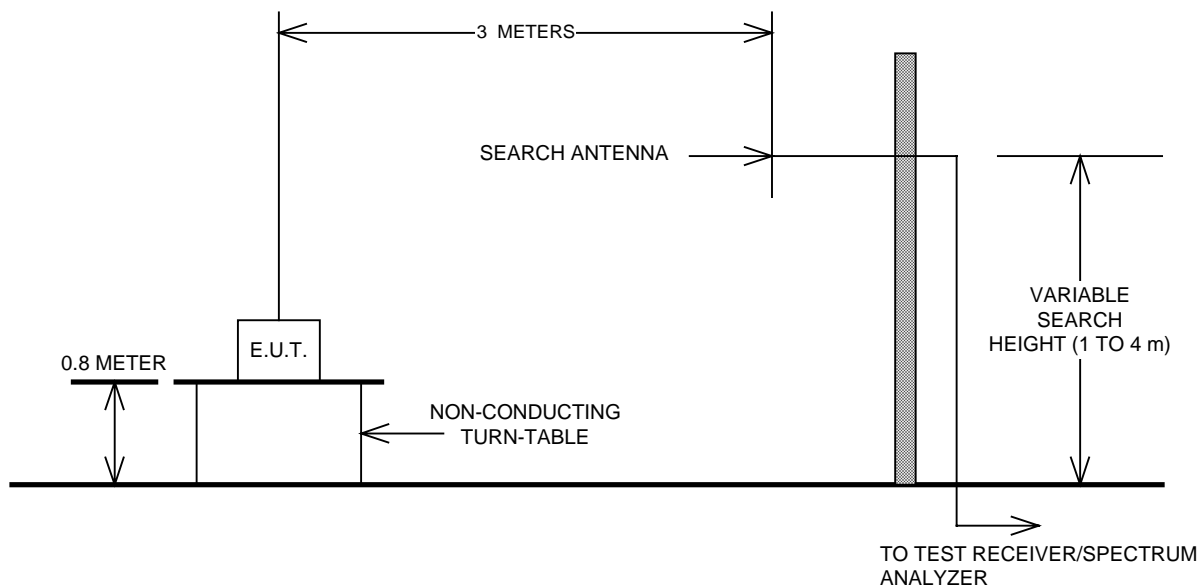 3 METERS
SEARCH ANTENNA
VARIABLE
SEARCH
HEIGHT (1 TO 4 m)
E.U.T.
0.8 METER
NON-CONDUCTING
TURN-TABLE
TO TEST RECEIVER/SPECTRUM
ANALYZER